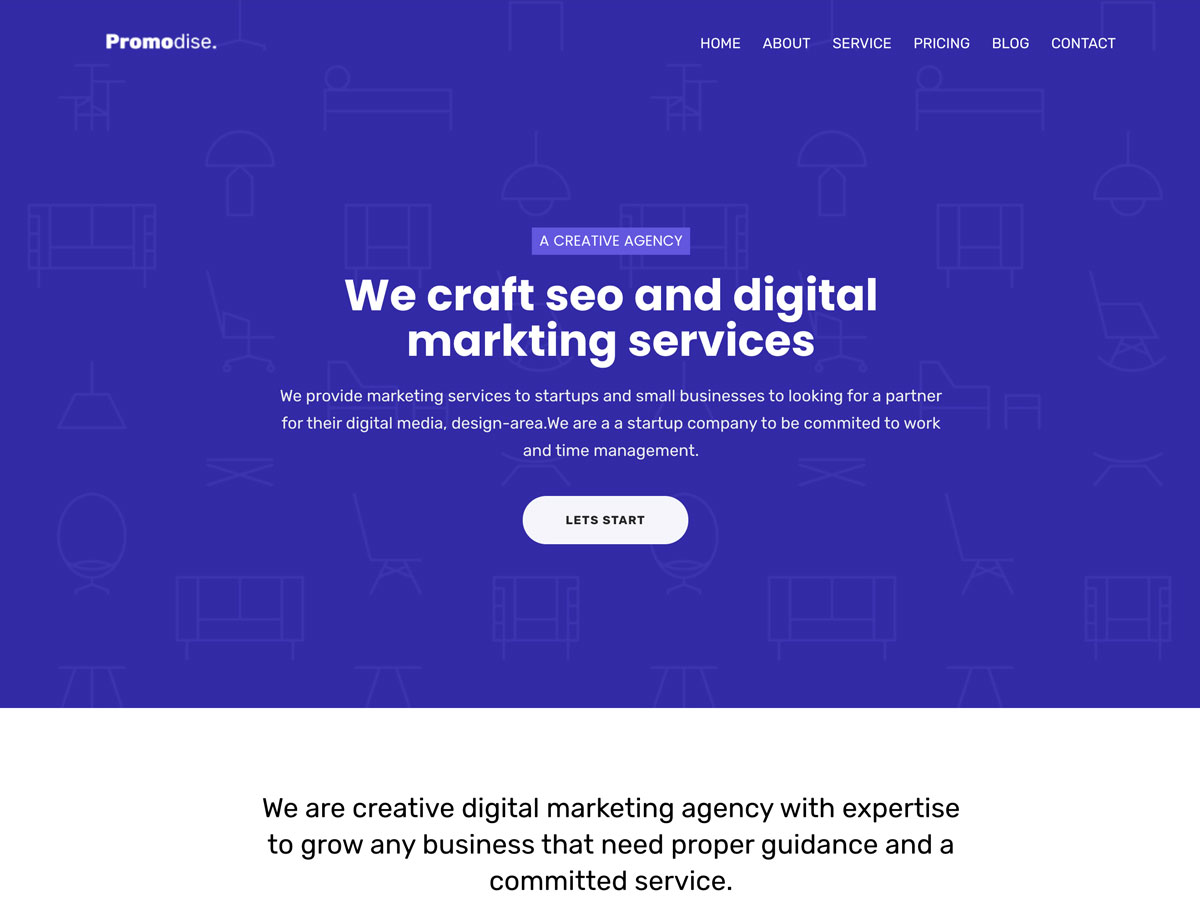 Promodise.
HOME ABOUT SERVICE PRICING BLOG CONTACT
A CREATIVE AGENCY
We craft seo and digital
markting services
We provide marketing services to startups and small businesses to looking for a partner
for their digital media, design-area.We are a a startup company to be commited to work
and time management.
LETS START
We are creative digital marketing agency with expertise
to grow any business that need proper guidance and a
committed service.